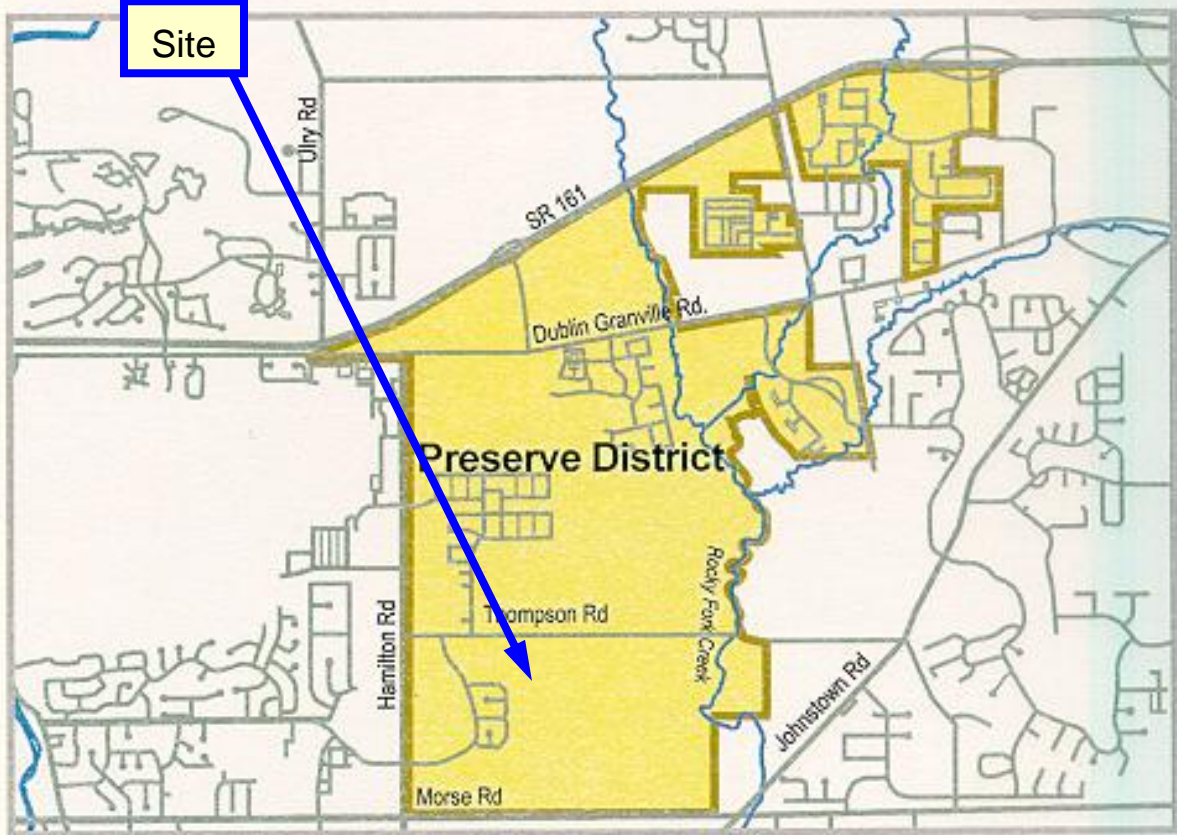 Site
Ulry Rd
SR 161
Dublin Granville Rd.
Preserve District
Rocky Fork Creek
Thompson Rd
Hamilton Rd
Johnstown Rd
Morse Rd